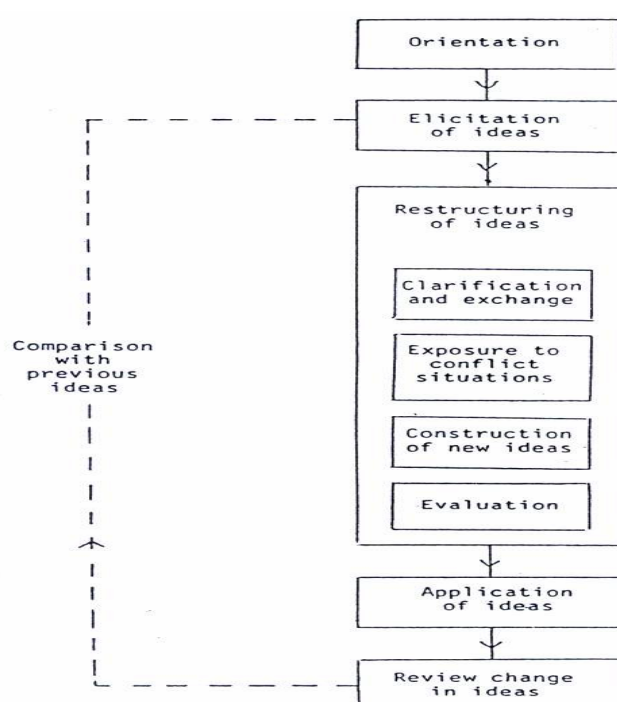 Orientation
Elicitation
of ideas
Restructuring
of ideas
Clarification
and exchange
Exposure to
conflict
situations
Construction
of new ideas
Evaluation
Comparison
with
previous
ideas
Application
of ideas
Review change
in ideas